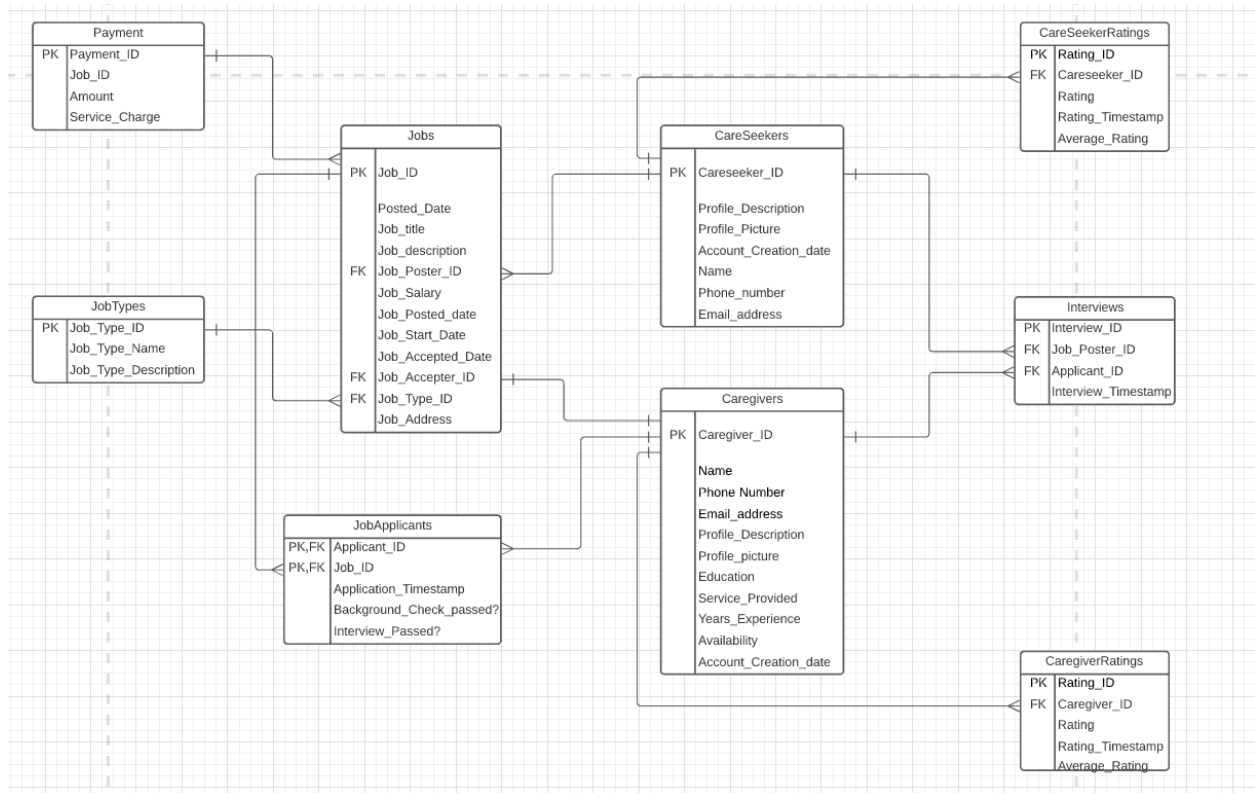 Payment
PK Payment_ID
Job_ID
Amount
Service_Charge
CareSeekerRatings
PK Rating_ID
FK Careseeker_ID
Rating
Rating_Timestamp
Average_Rating
Jobs
PK Job_ID
Posted_Date
Job_title
Job_description
FK Job_Poster_ID
Job_Salary
Job_Posted_date
Job_Start_Date
Job_Accepted_Date
FK Job_Accepter_ID
FK Job_Type_ID
Job_Address
CareSeekers
PK Careseeker_ID
Profile_Description
Profile_Picture
Account_Creation_date
Name
Phone_number
Email_address
JobTypes
PK Job_Type_ID
Job_Type_Name
Job_Type_Description
Interviews
PK Interview_ID
FK Job_Poster_ID
FK Applicant_ID
Interview_Timestamp
Caregivers
PK Caregiver_ID
Name
Phone Number
Email_address
Profile_Description
Profile_picture
Education
Service_Provided
Years_Experience
Availability
Account_Creation_date
JobApplicants
PK,FK Applicant_ID
PK,FK Job_ID
Application_Timestamp
Background_Check_passed?
Interview_Passed?
CaregiverRatings
PK Rating_ID
FK Caregiver_ID
Rating
Rating_Timestamp
Average_Rating